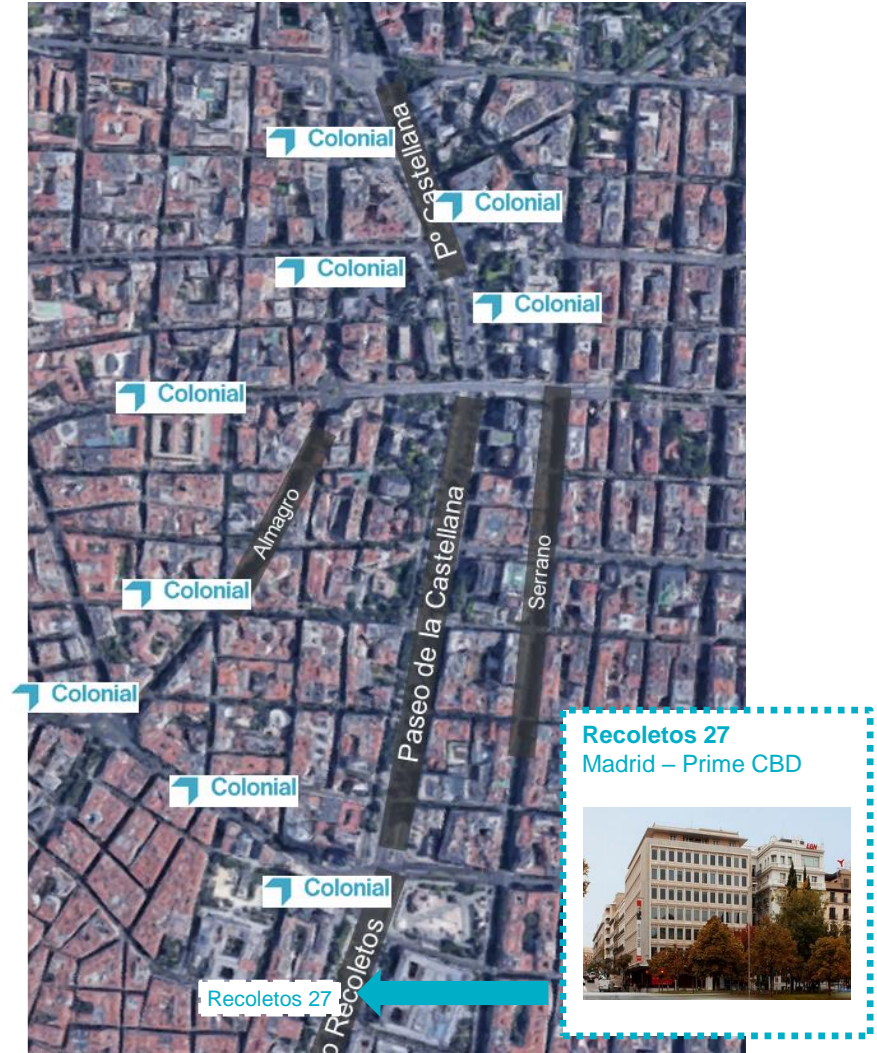 Colonial
Pº Castellana
Colonial
Colonial
Colonial
Colonial
Almagro
Paseo de la Castellana
Serrano
Colonial
Colonial
Recoletos 27
Madrid – Prime CBD
Colonial
Colonial
o Recoletos
Recoletos 27